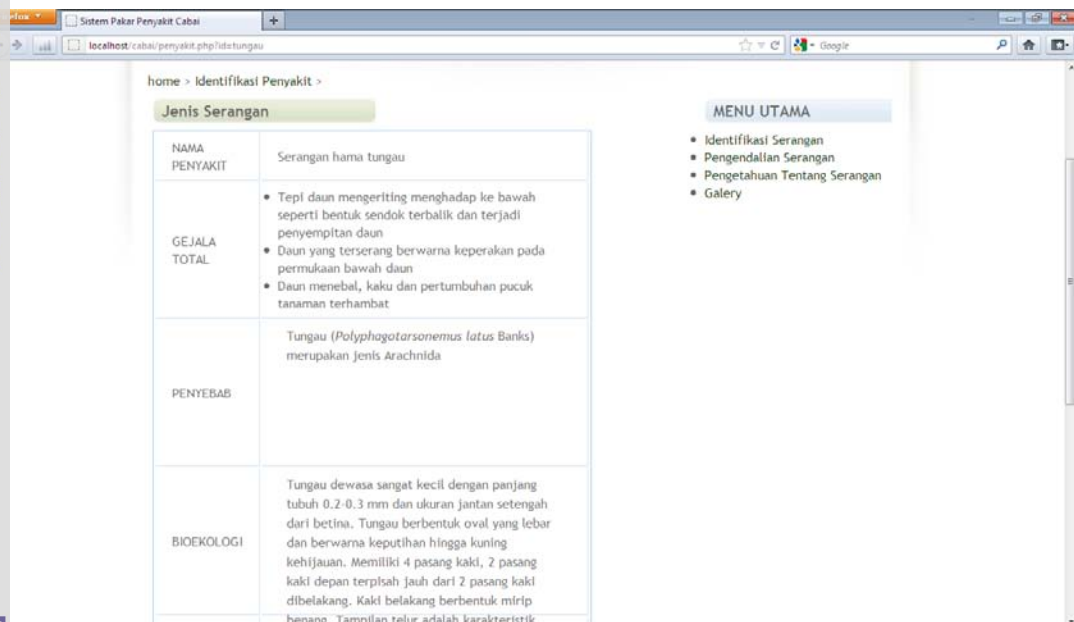 Sistem Pakar Penyakit Cabai
localhost/cabai/penyakit.php?id=tungau
Google
home > Identifikasi Penyakit >
Jenis Serangan
NAMA
PENYAKIT
Serangan hama tungau
GEJALA
TOTAL
Tepi daun mengeriting menghadap ke bawah
seperti bentuk sendok terbalik dan terjadi
penyempitan daun
Daun yang terserang berwarna keperakan pada
permukaan bawah daun
Daun menebal, kaku dan pertumbuhan pucuk
tanaman terhambat
PENYEBAB
Tungau (Polyphagotarsonemus latus Banks)
merupakan jenis Arachnida
BIOEKOLOGI
Tungau dewasa sangat kecil dengan panjang
tubuh 0.2-0.3 mm dan ukuran jantan setengah
dari betina. Tungau berbentuk oval yang lebar
dan berwarna keputihan hingga kuning
kehijauan. Memiliki 4 pasang kaki, 2 pasang
kaki depan terpisah jauh dari 2 pasang kaki
dibelakang. Kaki belakang berbentuk mirip
benang. Tampilan telur adalah karakteristik
MENU UTAMA
Identifikasi Serangan
Pengendalian Serangan
Pengetahuan Tentang Serangan
Galery